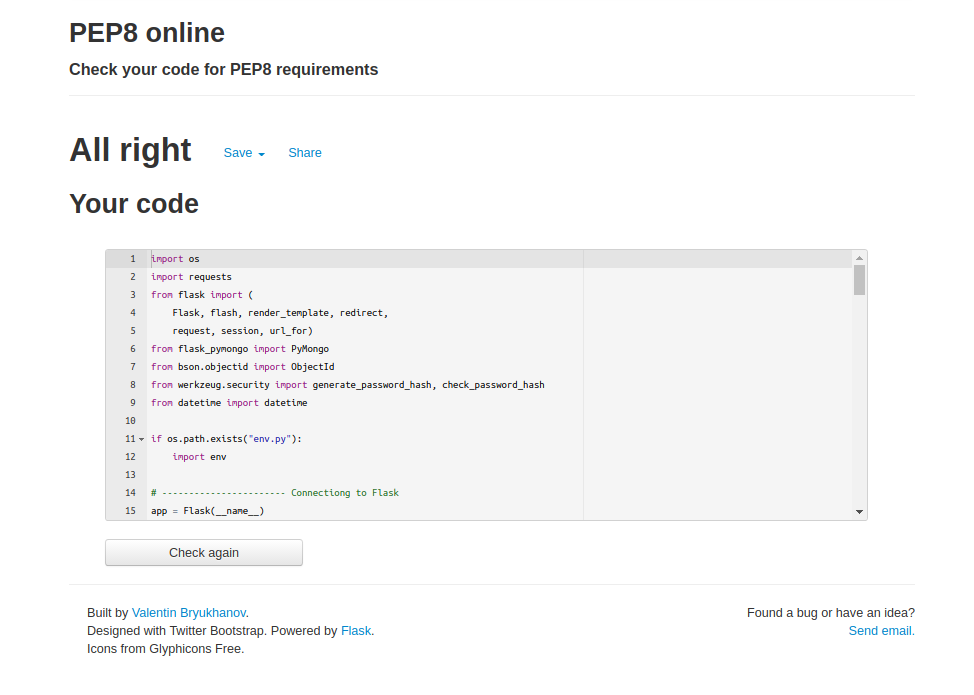 PEP8 online
Check your code for PEP8 requirements
All right Save Share
Your code
1 import os
2 import requests
3 from flask import (
4 Flask, flash, render_template, redirect,
5 request, session, url_for)
6 from flask_pymongo import PyMongo
7 from bson.objectid import ObjectId
8 from werkzeug.security import generate_password_hash, check_password_hash
9 from datetime import datetime
10
11 if os.path.exists("env.py"):
12 import env
13
14 # ----------------------- Connectiong to Flask
15 app = Flask(__name__)
Check again
Built by Valentin Bryukhanov. Found a bug or have an idea?
Designed with Twitter Bootstrap. Powered by Flask. Send email.
Icons from Glyphicons Free.